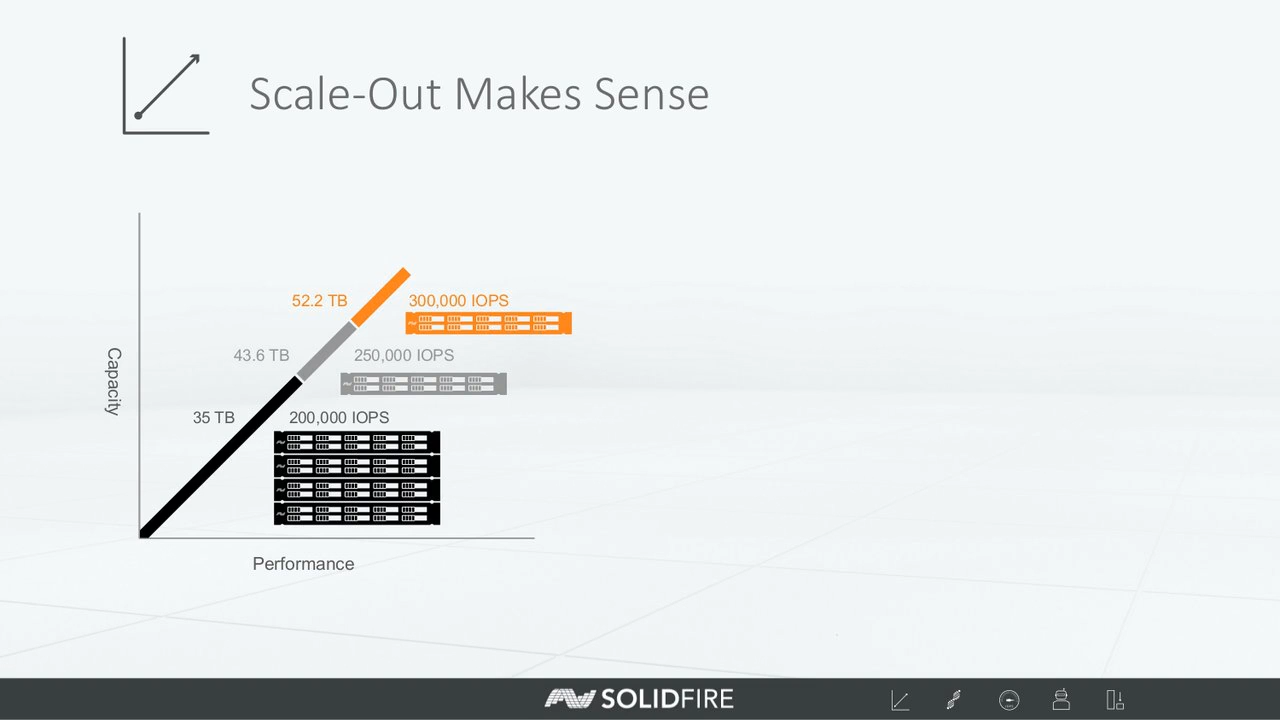 Scale-Out Makes Sense
52.2 TB
300,000 IOPS
43.6 TB
250,000 IOPS
Capacity
35 TB
200,000 IOPS
Performance
SOLIDFIRE